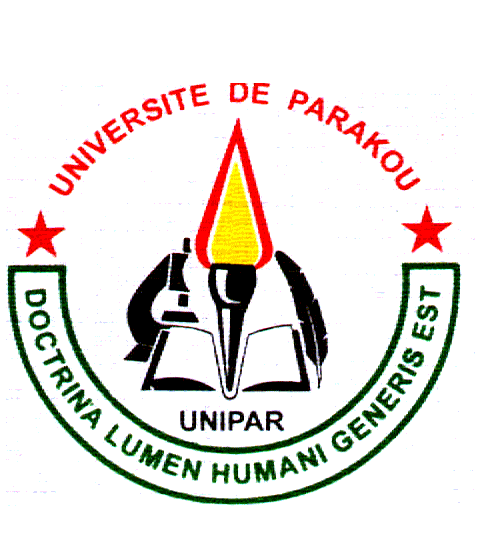 UNIVERSITE DE PARAKOU
UNIPAR
DOCTRINA LUMEN HUMANI GENERIS EST